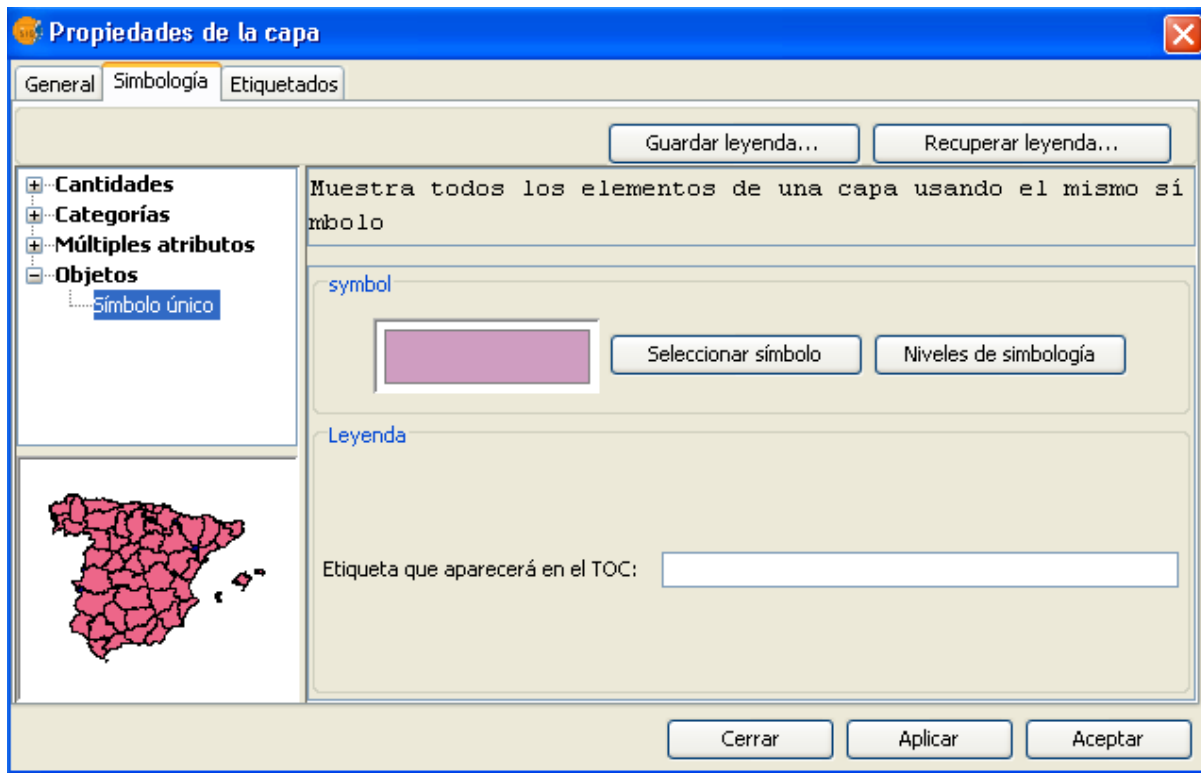 Propiedades de la capa
General Simbología Etiquetados
Guardar leyenda... Recuperar leyenda...
Cantidades
Categorías
Múltiples atributos
Objetos
Símbolo único
Muestra todos los elementos de una capa usando el mismo sí
mbolo
symbol
Seleccionar símbolo Niveles de simbología
Leyenda
Etiqueta que aparecerá en el TOC:
Cerrar Aplicar Aceptar